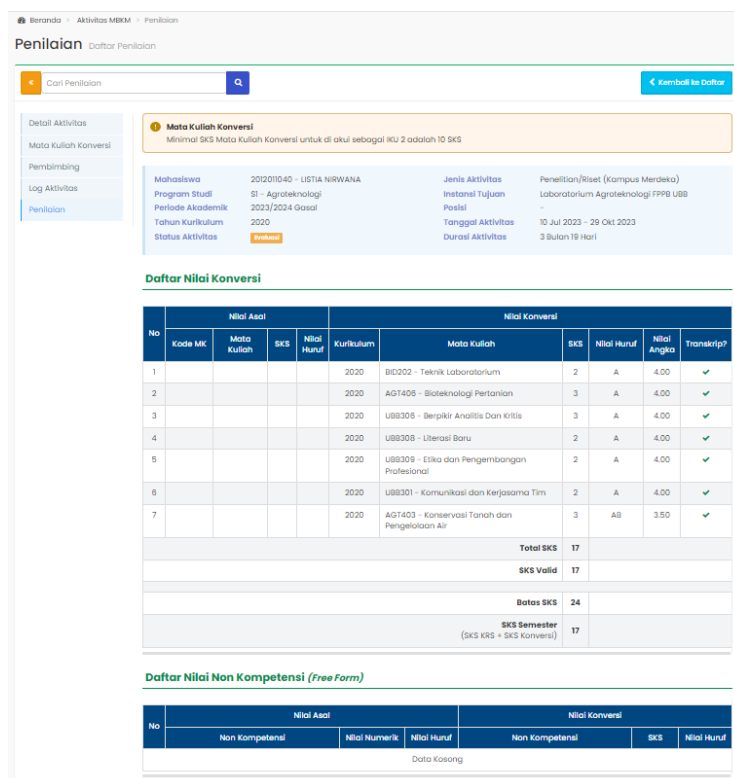 Beranda > Aktivitas MBKM > Penilaian
Penilaian Daftar Penilaian
Cari Penilaian
Kembali ke Daftar
Detail Aktivitas
Mata Kuliah Konversi
Pembimbing
Log Aktivitas
Penilaian
Mata Kuliah Konversi
Minimal SKS Mata Kuliah Konversi untuk di akui sebagai IKU 2 adalah 10 SKS
Mahasiswa 2012011040 - LISTIA NIRWANA
Program Studi S1 - Agroteknologi
Periode Akademik 2023/2024 Gasal
Tahun Kurikulum 2020
Status Aktivitas Evaluasi
Jenis Aktivitas Penelitian/Riset (Kampus Merdeka)
Instansi Tujuan Laboratorium Agroteknologi FPPB UBB
Posisi -
Tanggal Aktivitas 10 Jul 2023 - 29 Okt 2023
Durasi Aktivitas 3 Bulan 19 Hari
Daftar Nilai Konversi
No Nilai Asal Nilai Konversi
Kode MK Mata Kuliah SKS Nilai Huruf Kurikulum Mata Kuliah SKS Nilai Huruf Nilai Angka Transkrip?
1 2020 BID202 - Teknik Laboratorium 2 A 4.00 ✔
2 2020 AGT406 - Bioteknologi Pertanian 3 A 4.00 ✔
3 2020 UBB306 - Berpikir Analitis Dan Kritis 3 A 4.00 ✔
4 2020 UBB308 - Literasi Baru 2 A 4.00 ✔
5 2020 UBB309 - Etika dan Pengembangan 2 A 4.00 ✔
Profesional
6 2020 UBB301 - Komunikasi dan Kerjasama Tim 2 A 4.00 ✔
7 2020 AGT403 - Konservasi Tanah dan 3 AB 3.50 ✔
Pengelolaan Air
Total SKS 17
SKS Valid 17
Batas SKS 24
SKS Semester 17
(SKS KRS + SKS Konversi)
Daftar Nilai Non Kompetensi (Free Form)
No Nilai Asal Nilai Konversi
Non Kompetensi Nilai Numerik Nilai Huruf Non Kompetensi SKS Nilai Huruf
Data Kosong